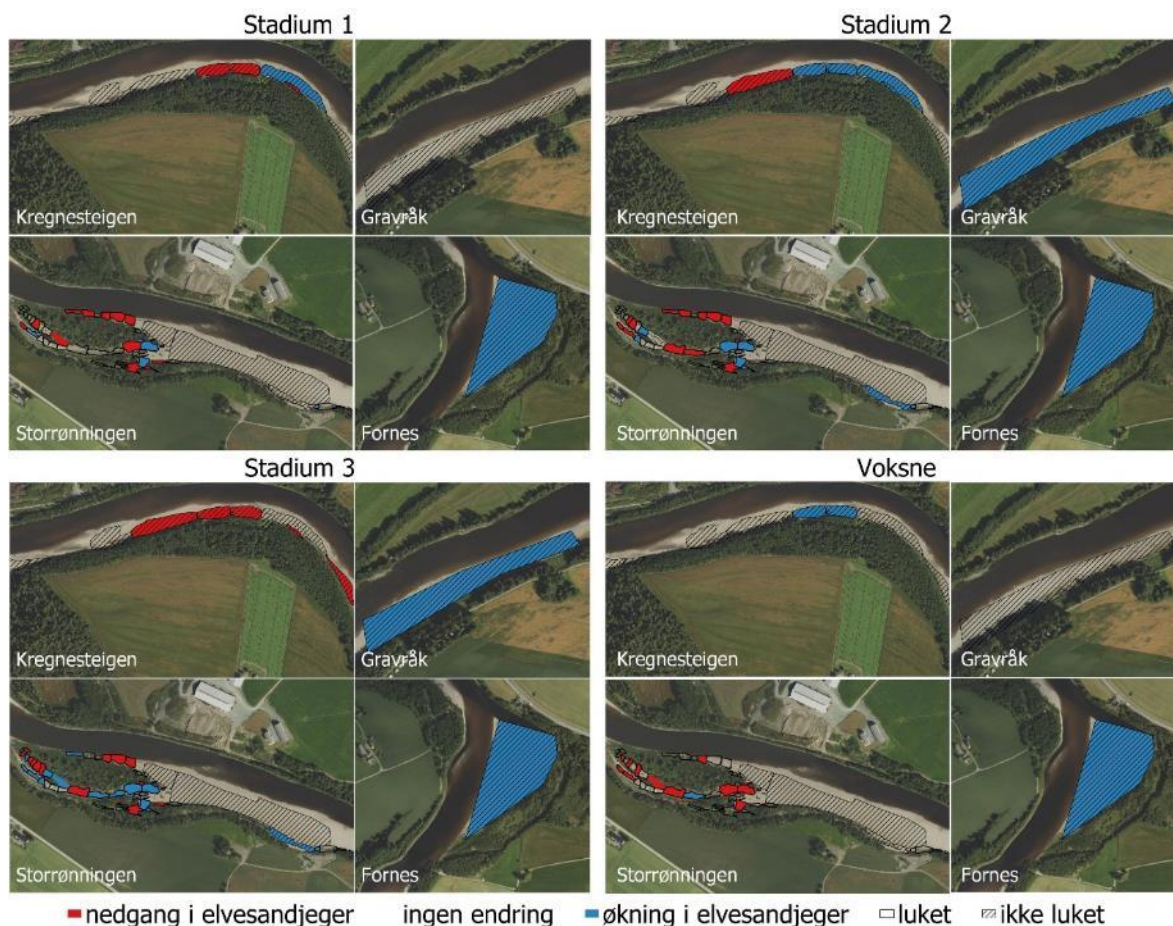 Stadium 1
Stadium 2
Kregnesteigen
Gravråk
Kregnesteigen
Gravråk
Storrønningen
Fornes
Storrønningen
Fornes
Stadium 3
Voksne
Kregnesteigen
Gravråk
Kregnesteigen
Gravråk
Storrønningen
Fornes
Storrønningen
Fornes
nedgang i elvesandjeger ingen endring økning i elvesandjeger luket ikke luket